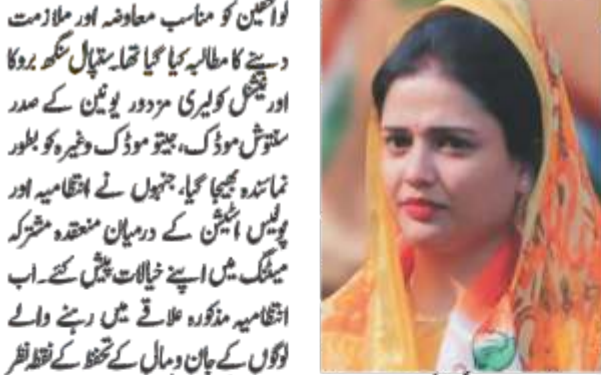 لواحقین کو مناسب معاوضہ اور ملازمت
دینے کا مطالبہ کیا گیا تھا۔ ستپال سنگھ بروکا
اور نیشنل کولیری مزدور یونین کے صدر
سنتوش موڈک، جیتو موڈک وغیرہ کو بطور
نمائندہ بھیجا گیا، جنہوں نے انتظامیہ اور
پولیس اسٹیشن کے درمیان منعقدہ مشترکہ
میٹنگ میں اپنے خیالات پیش کئے۔ اب
انتظامیہ مذکورہ علاقے میں رہنے والے
لوگوں کے جان و مال کے تحفظ کے نقطہ نظر